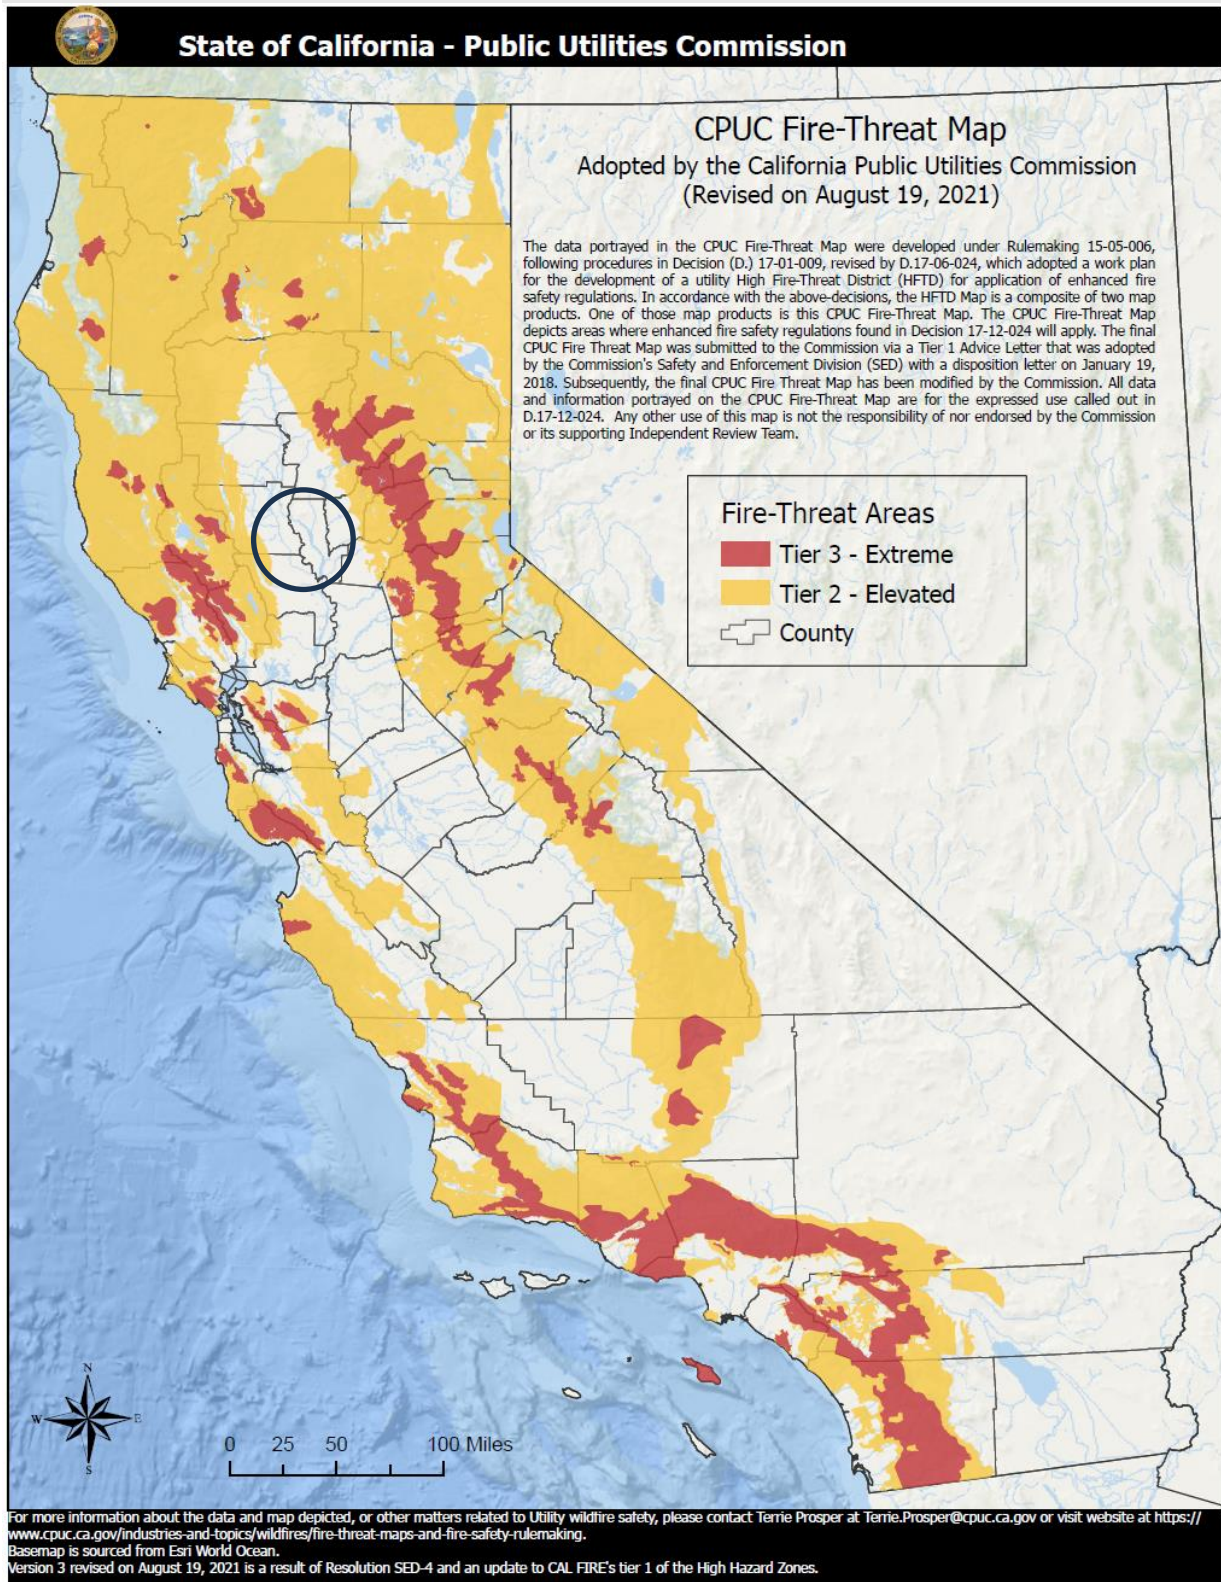 State of California - Public Utilities Commission
CPUC Fire-Threat Map
Adopted by the California Public Utilities Commission
(Revised on August 19, 2021)
The data portrayed in the CPUC Fire-Threat Map were developed under Rulemaking 15-05-006,
following procedures in Decision (D.) 17-01-009, revised by D.17-06-024, which adopted a work plan
for the development of a utility High Fire-Threat District (HFTD) for application of enhanced fire
safety regulations. In accordance with the above-decisions, the HFTD Map is a composite of two map
products. One of those map products is this CPUC Fire-Threat Map. The CPUC Fire-Threat Map
depicts areas where enhanced fire safety regulations found in Decision 17-12-024 will apply. The final
CPUC Fire Threat Map was submitted to the Commission via a Tier 1 Advice Letter that was adopted
by the Commission's Safety and Enforcement Division (SED) with a disposition letter on January 19,
2018. Subsequently, the final CPUC Fire Threat Map has been modified by the Commission. All data
and information portrayed on the CPUC Fire-Threat Map are for the expressed use called out in
D.17-12-024. Any other use of this map is not the responsibility of nor endorsed by the Commission
or its supporting Independent Review Team.
Fire-Threat Areas
Tier 3 - Extreme
Tier 2 - Elevated
County
N
W E
S
0 25 50 100 Miles
For more information about the data and map depicted, or other matters related to Utility wildfire safety, please contact Terrie Prosper at Terrie.Prosper@cpuc.ca.gov or visit website at https://
www.cpuc.ca.gov/industries-and-topics/wildfires/fire-threat-maps-and-fire-safety-rulemaking.
Basemap is sourced from Esri World Ocean.
Version 3 revised on August 19, 2021 is a result of Resolution SED-4 and an update to CAL FIRE's tier 1 of the High Hazard Zones.